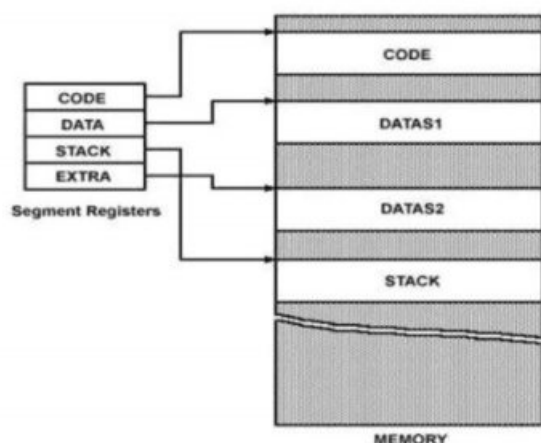 CODE
DATA
STACK
EXTRA
Segment Registers
CODE
DATAS1
DATAS2
STACK
MEMORY